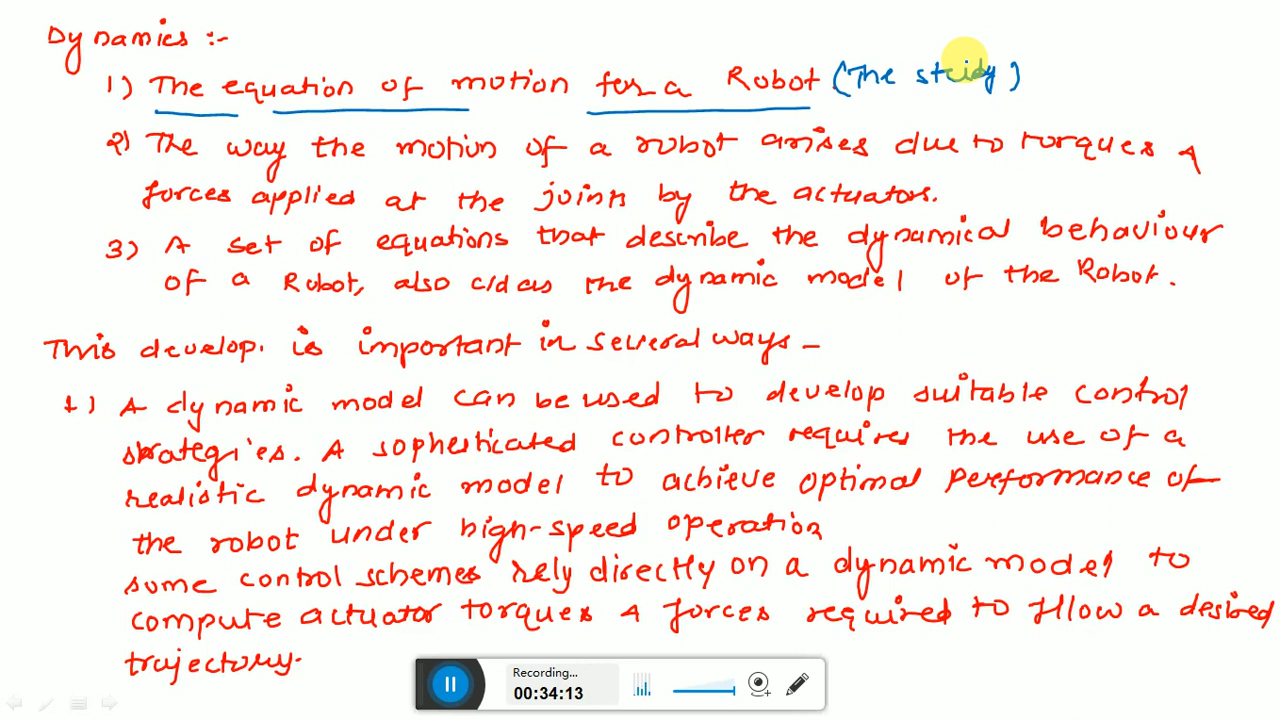 Dynamics :-
1) The equation of motion for a Robot (The study)
2) The way the motion of a robot arises due to torques &
forces applied at the joints by the actuators.
3) A set of equations that describe the dynamical behaviour
of a Robot, also c/d as the dynamic model of the Robot.
This develop. is important in several ways -
1) A dynamic model can be used to develop suitable control
strategies. A sophesticated controller requires the use of a
realistic dynamic model to achieve optimal performance of
the robot under high-speed operation
some control schemes rely directly on a dynamic model to
compute actuator torques & forces required to fllow a desired
trajectory.
Recording...
00:34:13